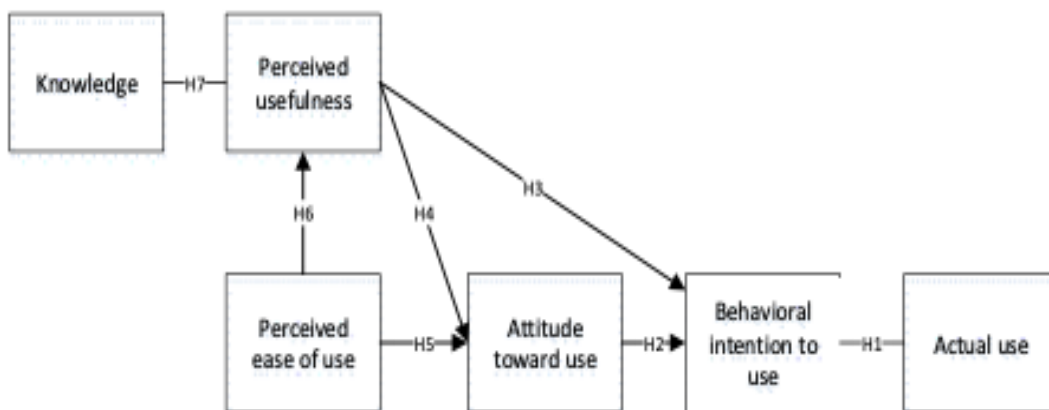 Knowledge
H7
Perceived
usefulness
H3
H6
H4
Perceived
ease of use
H5
Attitude
toward use
H2
Behavioral
intention to
use
H1
Actual use